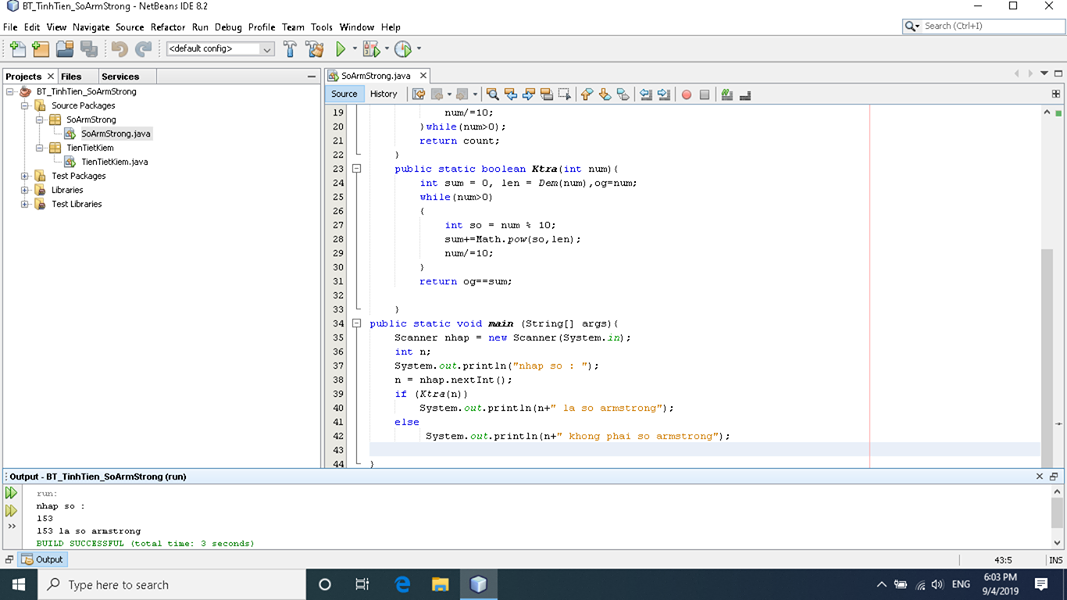 BT_TinhTien_SoArmStrong - NetBeans IDE 8.2
File Edit View Navigate Source Refactor Run Debug Profile Team Tools Window Help
Search (Ctrl+I)
<default config>
Projects Files Services
BT_TinhTien_SoArmStrong
Source Packages
SoArmStrong
SoArmStrong.java
TienTietKiem
TienTietKiem.java
Test Packages
Libraries
Test Libraries
SoArmStrong.java
Source History
19 num/=10;
20 }while(num>0);
21 return count;
22 }
23 public static boolean Ktra(int num){
24 int sum = 0, len = Dem(num),og=num;
25 while(num>0)
26 {
27 int so = num % 10;
28 sum+=Math.pow(so,len);
29 num/=10;
30 }
31 return og==sum;
32
33 }
34 public static void main (String[] args){
35 Scanner nhap = new Scanner(System.in);
36 int n;
37 System.out.println("nhap so : ");
38 n = nhap.nextInt();
39 if (Ktra(n))
40 System.out.println(n+" la so armstrong");
41 else
42 System.out.println(n+" khong phai so armstrong");
43
44 }
Output - BT_TinhTien_SoArmStrong (run)
run:
nhap so :
153
153 la so armstrong
BUILD SUCCESSFUL (total time: 3 seconds)
Output
43:5 INS
Type here to search
ENG
6:03 PM
9/4/2019